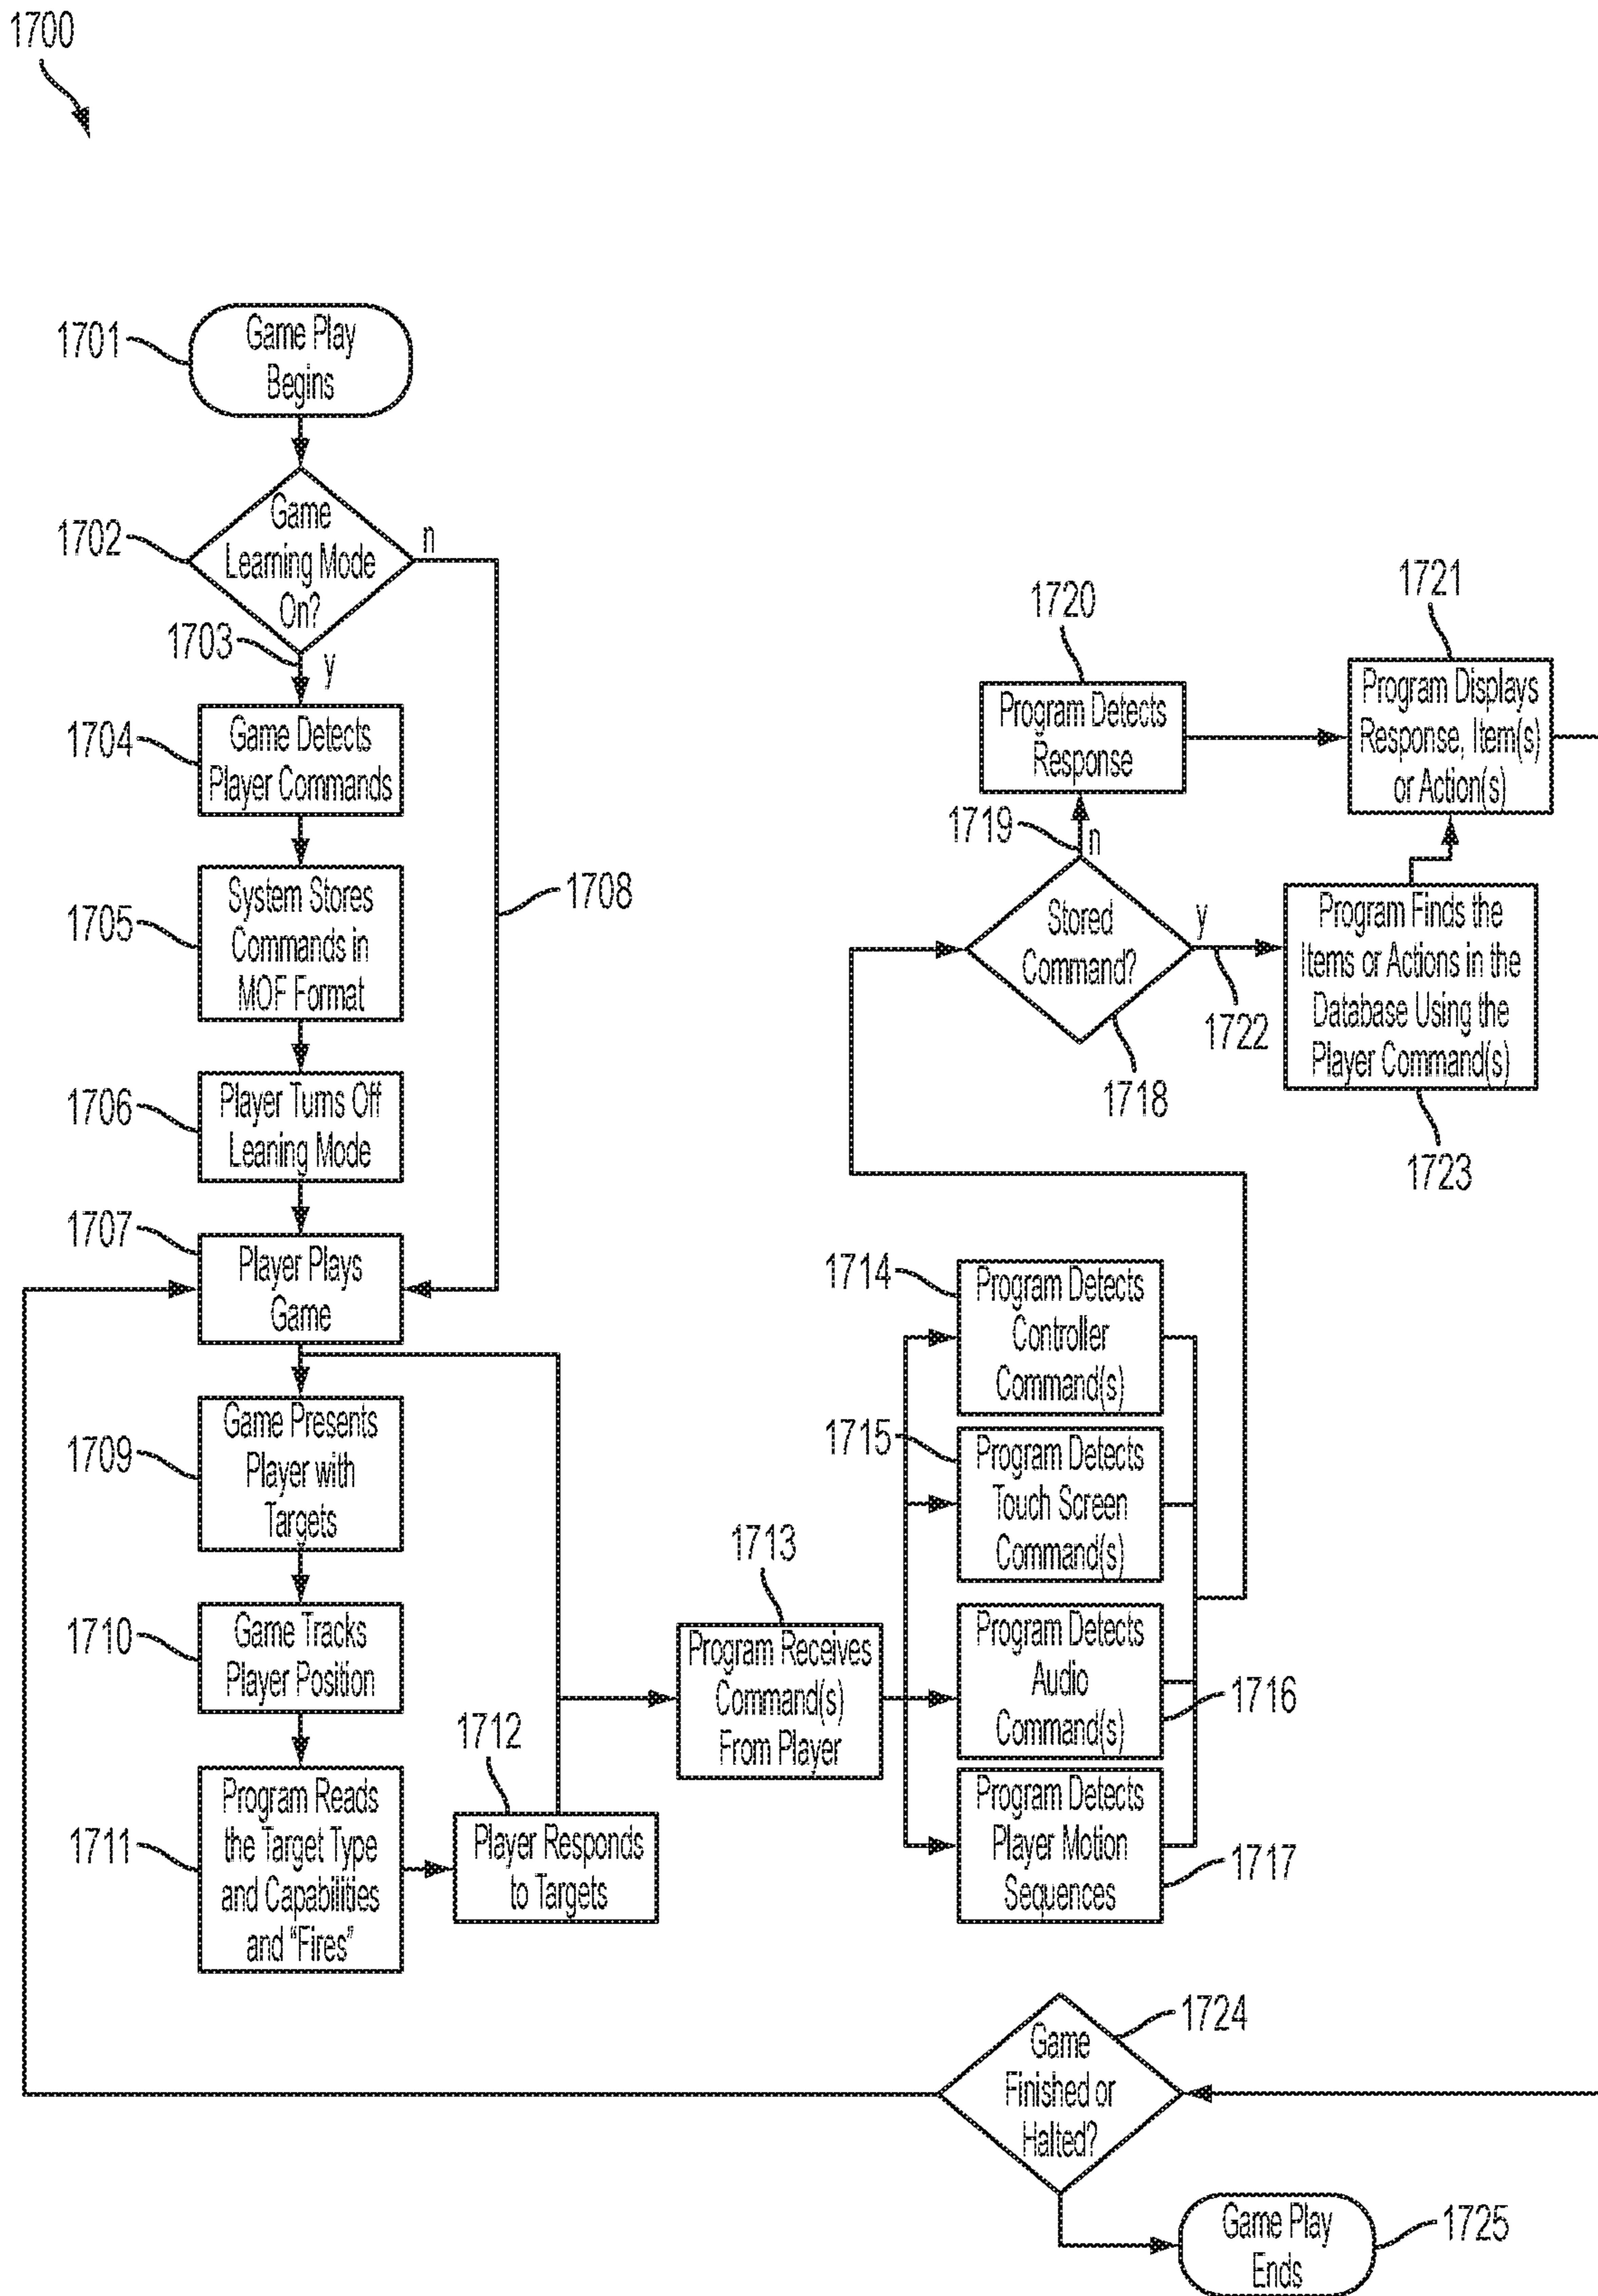 1700
1701
Game Play
Begins
1702
Game
Learning Mode
On?
n
1703
y
1704
Game Detects
Player Commands
1705
System Stores
Commands in
MOF Format
1708
1706
Player Turns Off
Leaning Mode
1707
Player Plays
Game
1709
Game Presents
Player with
Targets
1710
Game Tracks
Player Position
1711
Program Reads
the Target Type
and Capabilities
and “Fires”
1712
Player Responds
to Targets
1713
Program Receives
Command(s)
From Player
1714
Program Detects
Controller
Command(s)
1715
Program Detects
Touch Screen
Command(s)
Program Detects
Audio
Command(s)
1716
Program Detects
Player Motion
Sequences
1717
Stored
Command?
1718
1719
n
1720
Program Detects
Response
1721
Program Displays
Response, Item(s)
or Action(s)
y
1722
Program Finds the
Items or Actions in the
Database Using the
Player Command(s)
1723
1724
Game
Finished or
Halted?
Game Play
Ends
1725